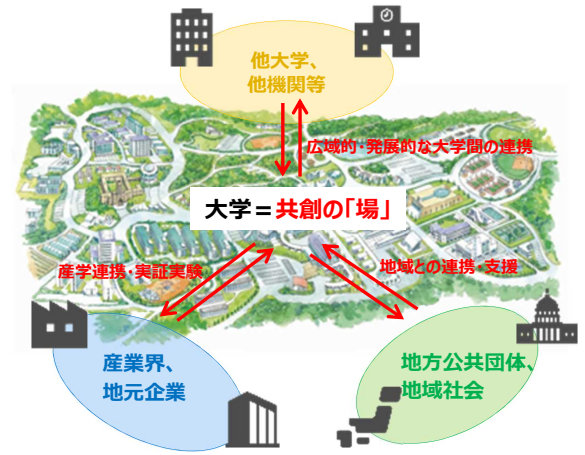 他大学、
他機関等
広域的・発展的な大学間の連携
大学＝共創の「場」
産学連携・実証実験
地域との連携・支援
産業界、
地元企業
地方公共団体、
地域社会